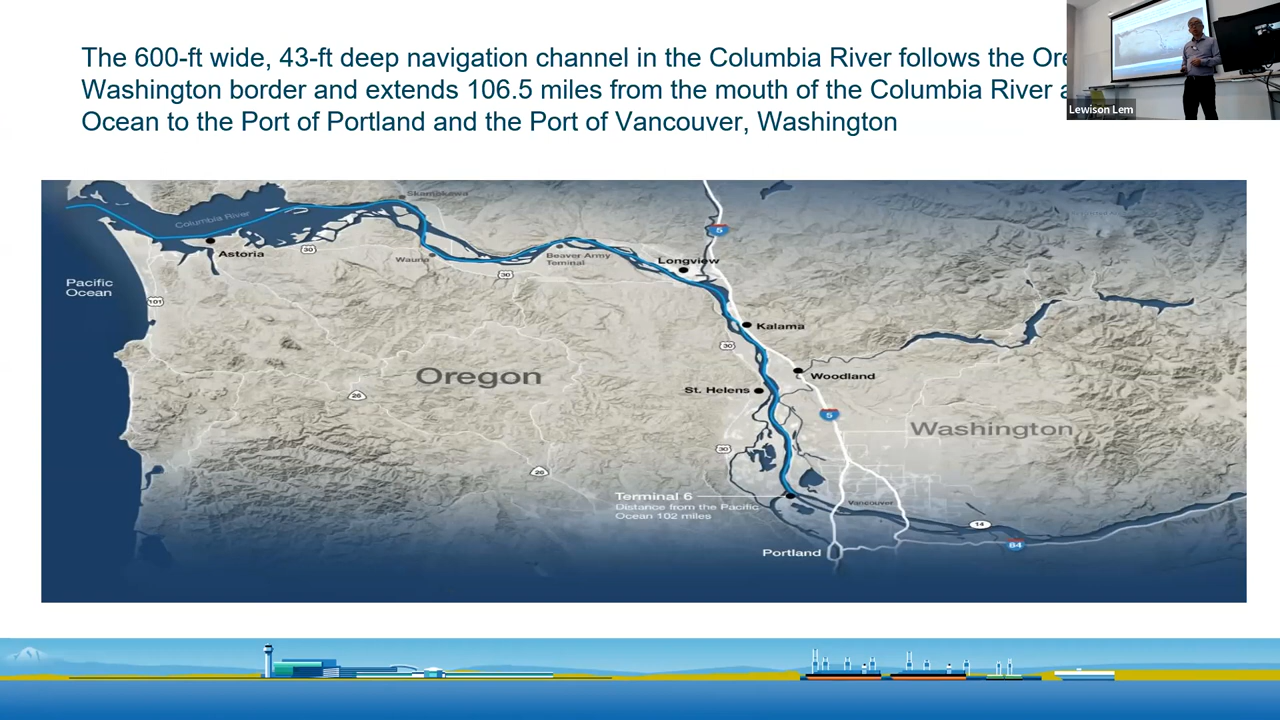 The 600-ft wide, 43-ft deep navigation channel in the Columbia River follows the
Washington border and extends 106.5 miles from the mouth of the Columbia River
Ocean to the Port of Portland and the Port of Vancouver, Washington
Lewison Lem
Skamakowa
Columbia River
Astoria
30
Wauna
Beaver Army
Teminal
30
5
Longview
Pacific
Ocean
101
Kalama
30
Oregon
26
St. Helens
Woodland
5
Washington
30
26
Terminal 6
Distance from the Pacific
Ocean 102 miles
Vancouver
14
84
Portland